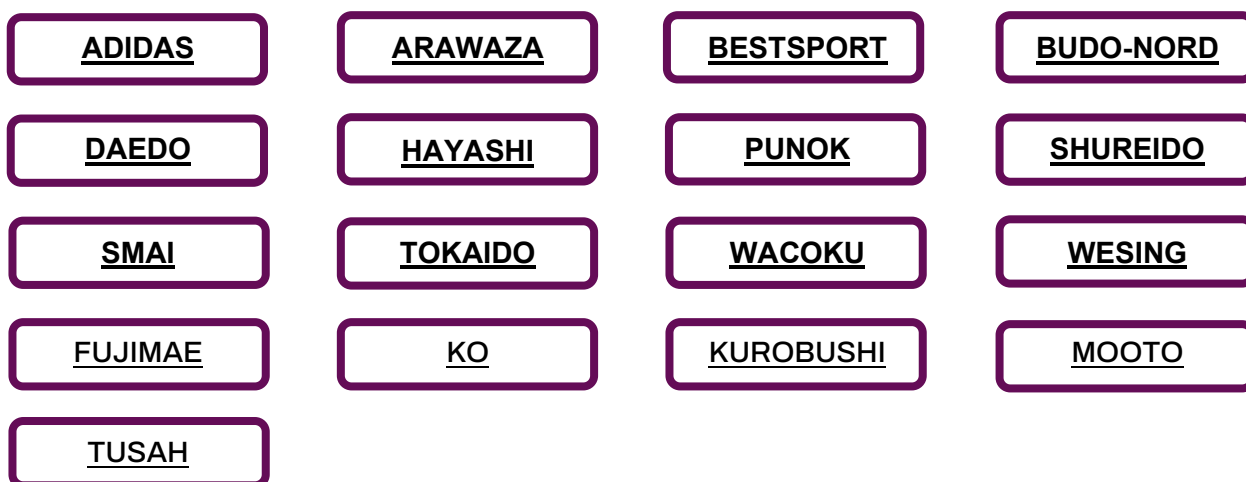 ADIDAS
ARAWAZA
BESTSPORT
BUDO-NORD
DAEDO
HAYASHI
PUNOK
SHUREIDO
SMAI
TOKAIDO
WACOKU
WESING
FUJIMAE
KO
KUROBUSHI
MOOTO
TUSAH